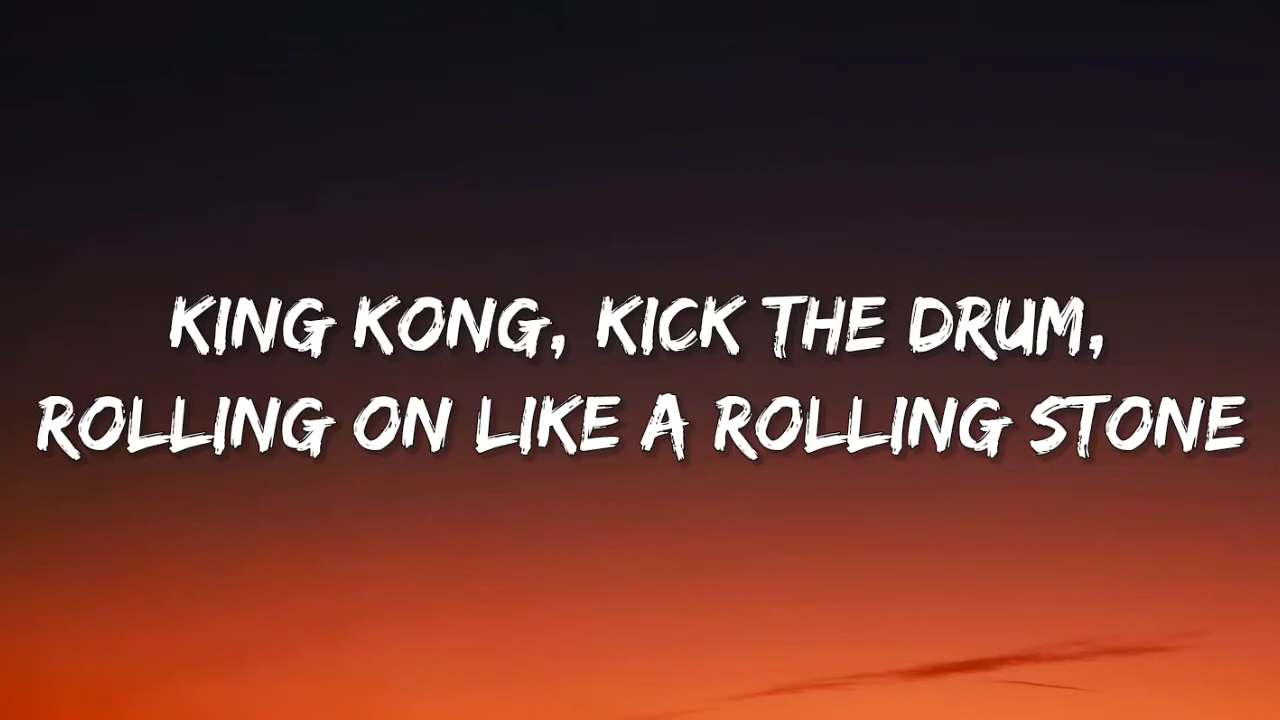 KING KONG, KICK THE DRUM,
ROLLING ON LIKE A ROLLING STONE